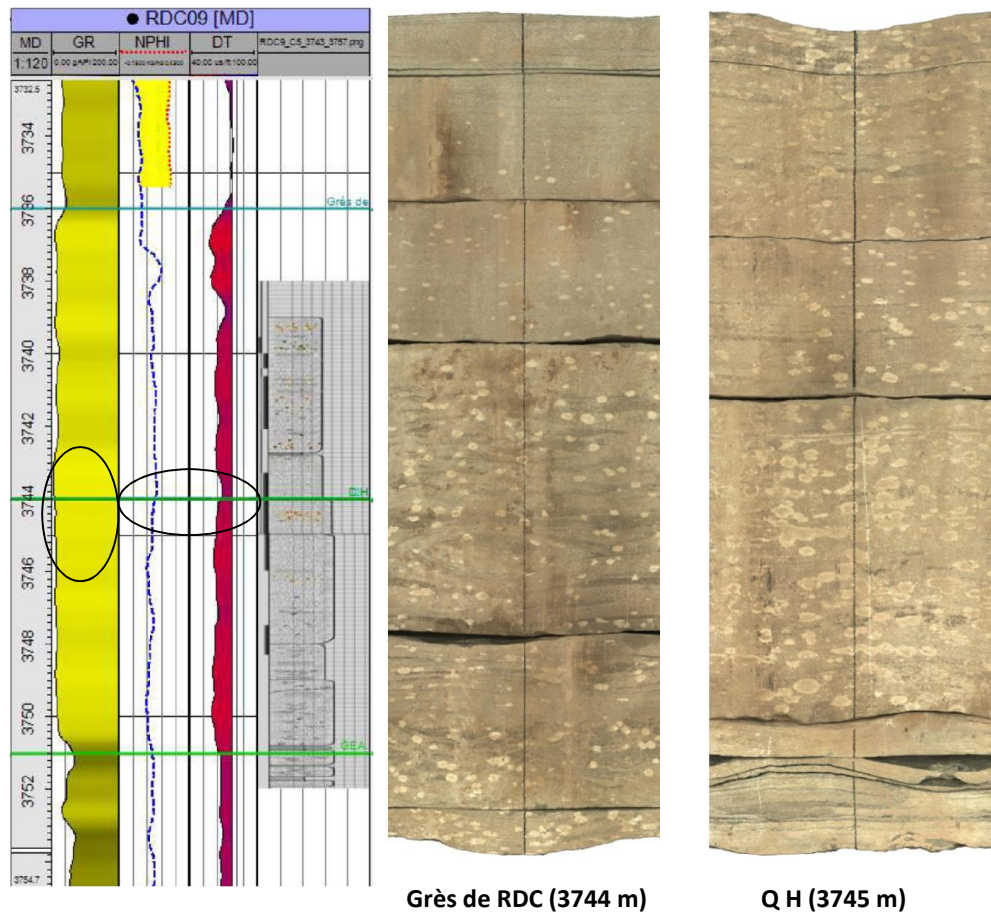 RDC09 [MD]
MD GR NPHI DT RDC9_C5_3743_3757.png
1:120 0.00 gAPI 200.00 40.00 us/ft 100.00
3732.5
3734
3736
Grés de
3738
3740
3742
3744
3746
3748
3750
GEA
3752
3754.7
Grès de RDC (3744 m) Q H (3745 m)